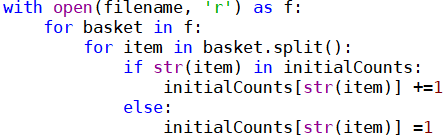 with open(filename, 'r') as f:
    for basket in f:
        for item in basket.split():
            if str(item) in initialCounts:
                initialCounts[str(item)] +=1
            else:
                initialCounts[str(item)] =1